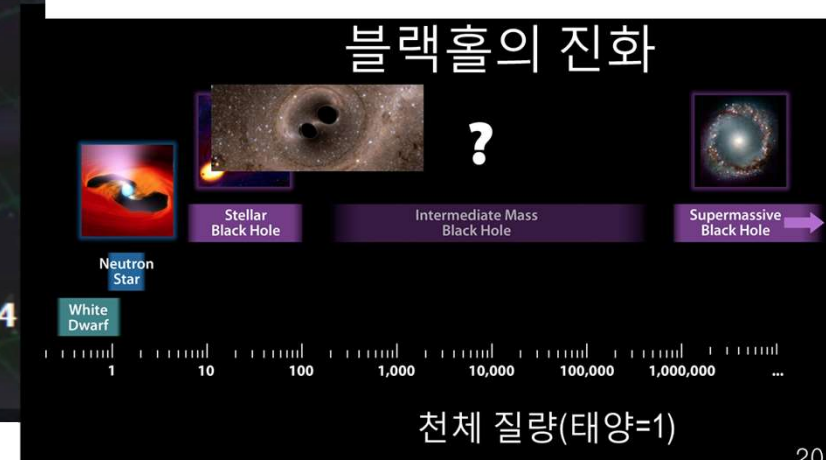 블랙홀의 진화
?
Stellar
Black Hole
Intermediate Mass
Black Hole
Supermassive
Black Hole
Neutron
Star
White
Dwarf
4
1 10 100 1,000 10,000 100,000 1,000,000 ...
천체 질량(태양=1)
20